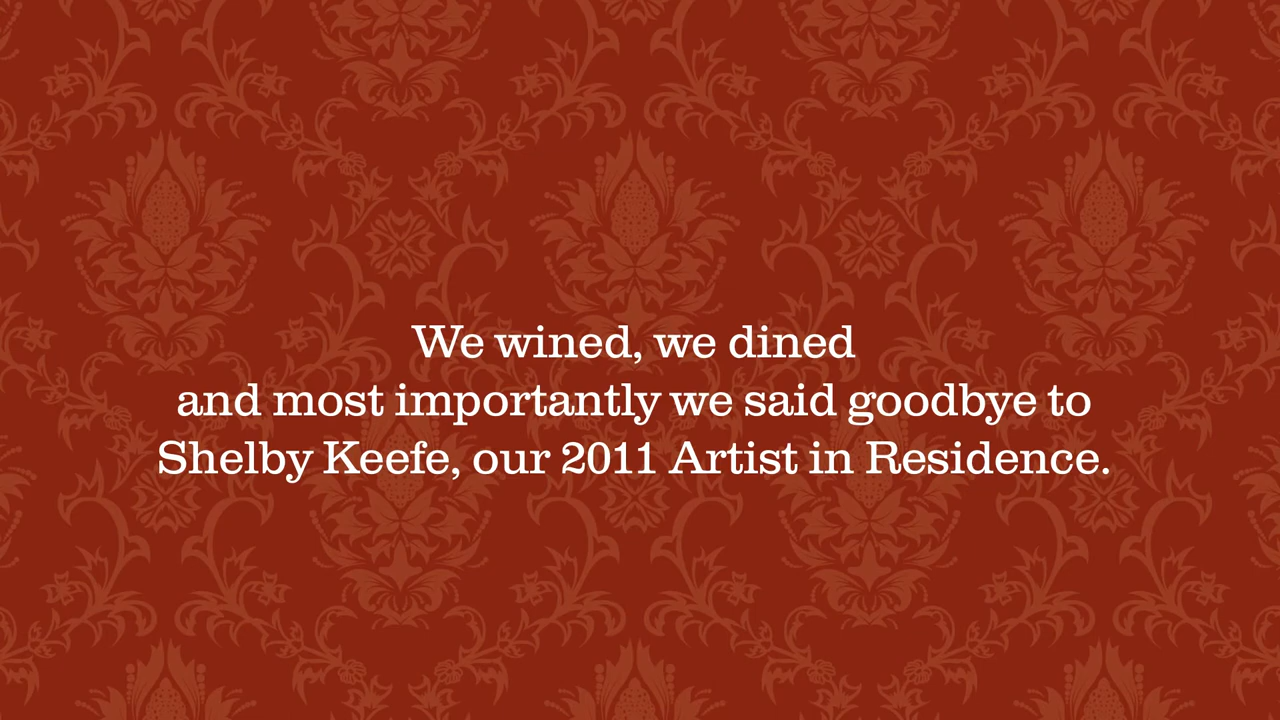 We wined, we dined
and most importantly we said goodbye to
Shelby Keefe, our 2011 Artist in Residence.